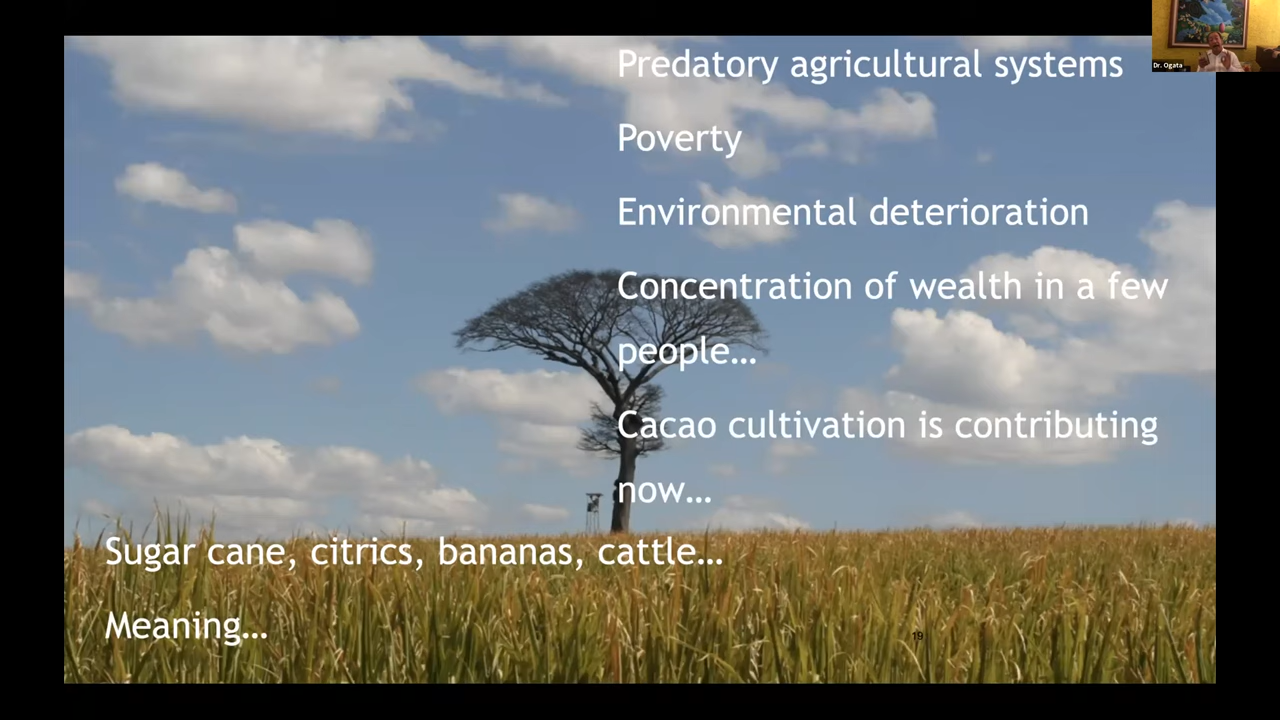 Dr. Ogata
Predatory agricultural systems
Poverty
Environmental deterioration
Concentration of wealth in a few
people…
Cacao cultivation is contributing
now…
Sugar cane, citrics, bananas, cattle…
Meaning…
19